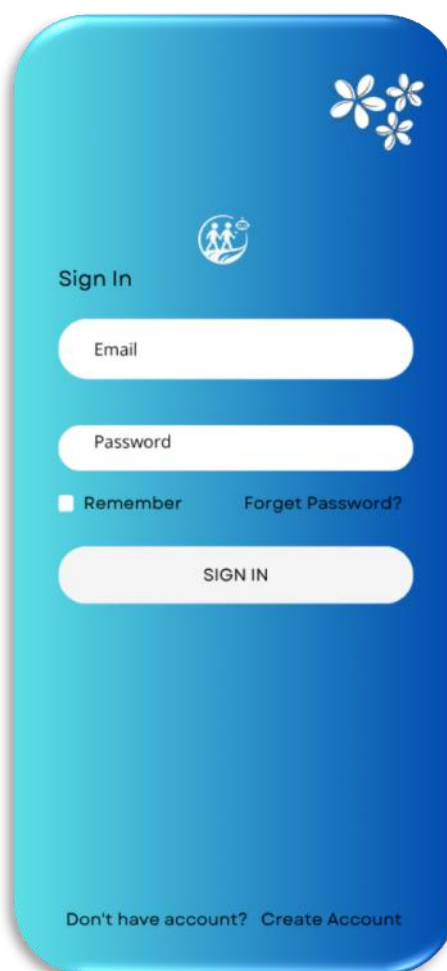 Sign In
Email
Password
Remember Forget Password?
SIGN IN
Don't have account? Create Account